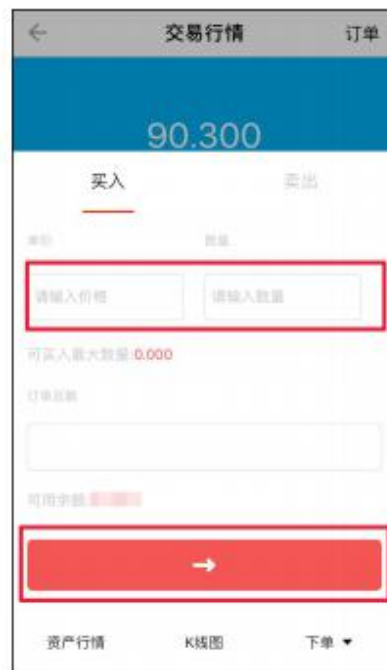 ← 交易行情 订单
90.300
买入 卖出
单价 数量
请输入价格 请输入数量
可买入最大数量:0.000
订单总额
可用余额:
→
资产行情 K线图 下单 ▼